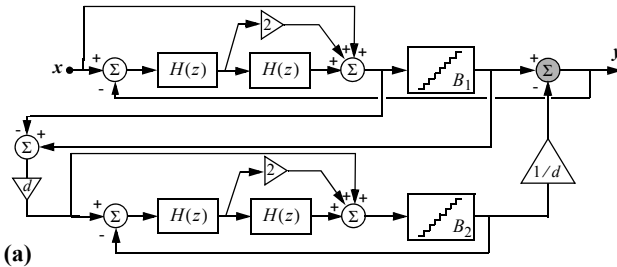 x + Σ - H(z) 2 H(z) + + + Σ B1 + Σ - y
- + Σ +
d
1/d
+ Σ - H(z) 2 H(z) + + + Σ B2
(a)